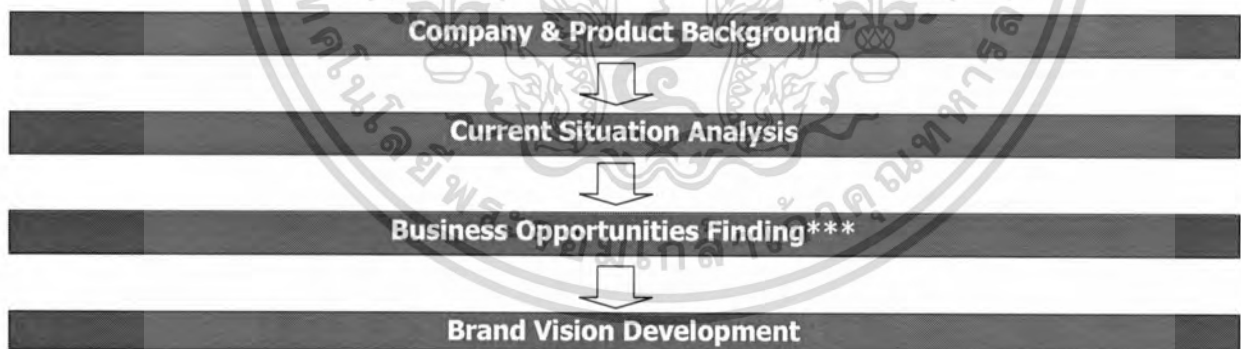 Company & Product Background
Current Situation Analysis
Business Opportunities Finding***
Brand Vision Development